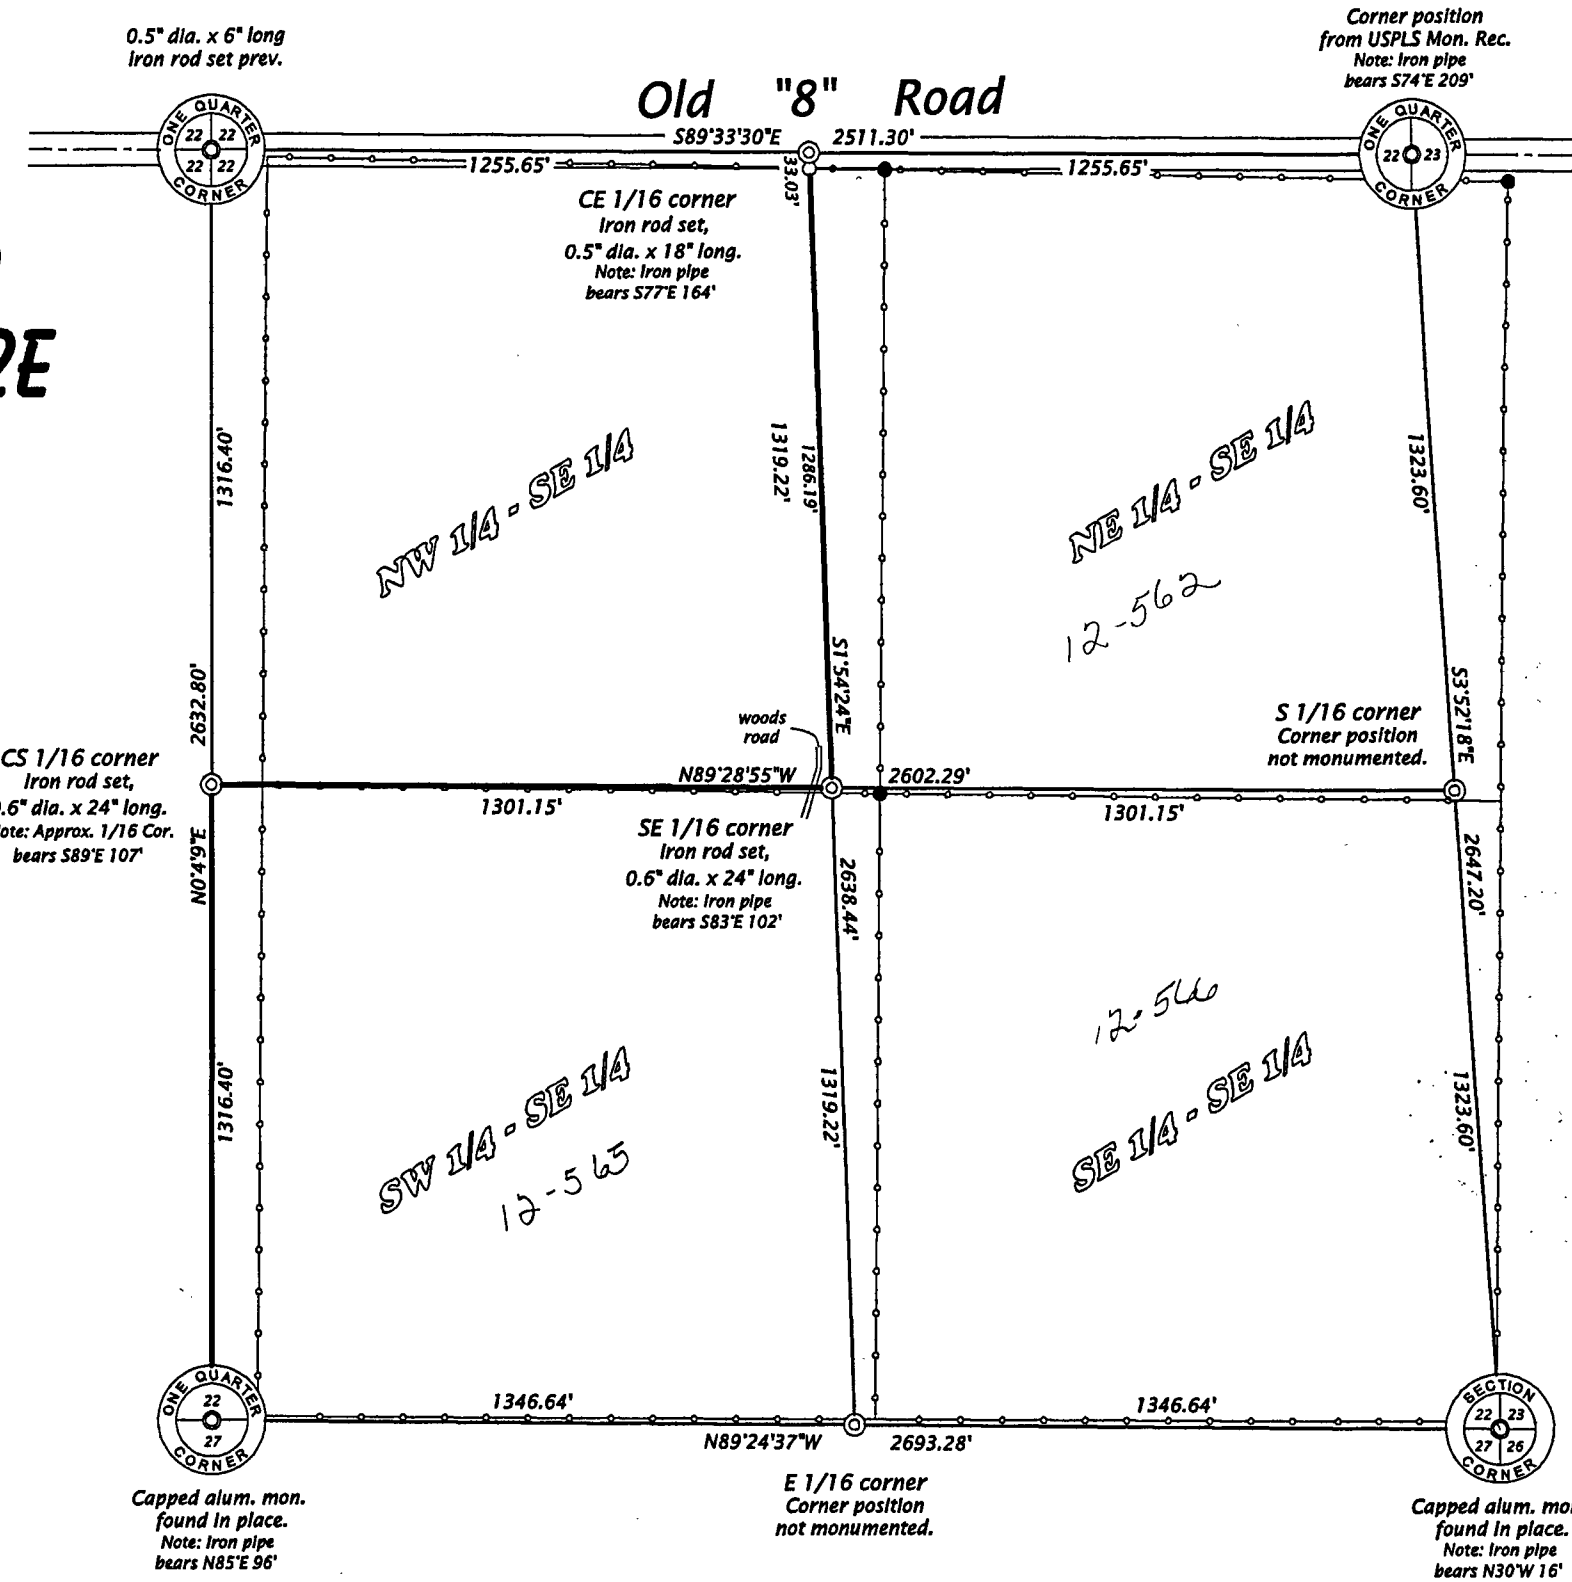 0.5" dia. x 6" long
iron rod set prev.
Corner position
from USPLS Mon. Rec.
Note: Iron pipe
bears S74°E 209'
Old "8" Road
ONE QUARTER
22 22
22 22
CORNER
S89°33'30"E 2511.30'
1255.65'
33.03'
1255.65'
ONE QUARTER
22 23
CORNER
CE 1/16 corner
Iron rod set,
0.5" dia. x 18" long.
Note: Iron pipe
bears S77°E 164'
2E
1316.40'
NW 1/4 - SE 1/4
1319.22'
1286.19'
NE 1/4 - SE 1/4
12-562
1323.60'
2632.80'
S1°54'24"E
S3°52'18"E
woods
road
S 1/16 corner
Corner position
not monumented.
CS 1/16 corner
Iron rod set,
.6" dia. x 24" long.
ote: Approx. 1/16 Cor.
bears S89°E 107'
N89°28'55"W 2602.29'
1301.15'
1301.15'
N0°4'9"E
SE 1/16 corner
Iron rod set,
0.6" dia. x 24" long.
Note: Iron pipe
bears S83°E 102'
2638.44'
2647.20'
1316.40'
SW 1/4 - SE 1/4
12-565
1319.22'
12-566
SE 1/4 - SE 1/4
1323.60'
ONE QUARTER
22
27
CORNER
1346.64'
1346.64'
N89°24'37"W 2693.28'
SECTION
22 23
27 26
CORNER
Capped alum. mon.
found in place.
Note: Iron pipe
bears N85°E 96'
E 1/16 corner
Corner position
not monumented.
Capped alum. mo
found in place.
Note: Iron pipe
bears N30°W 16'